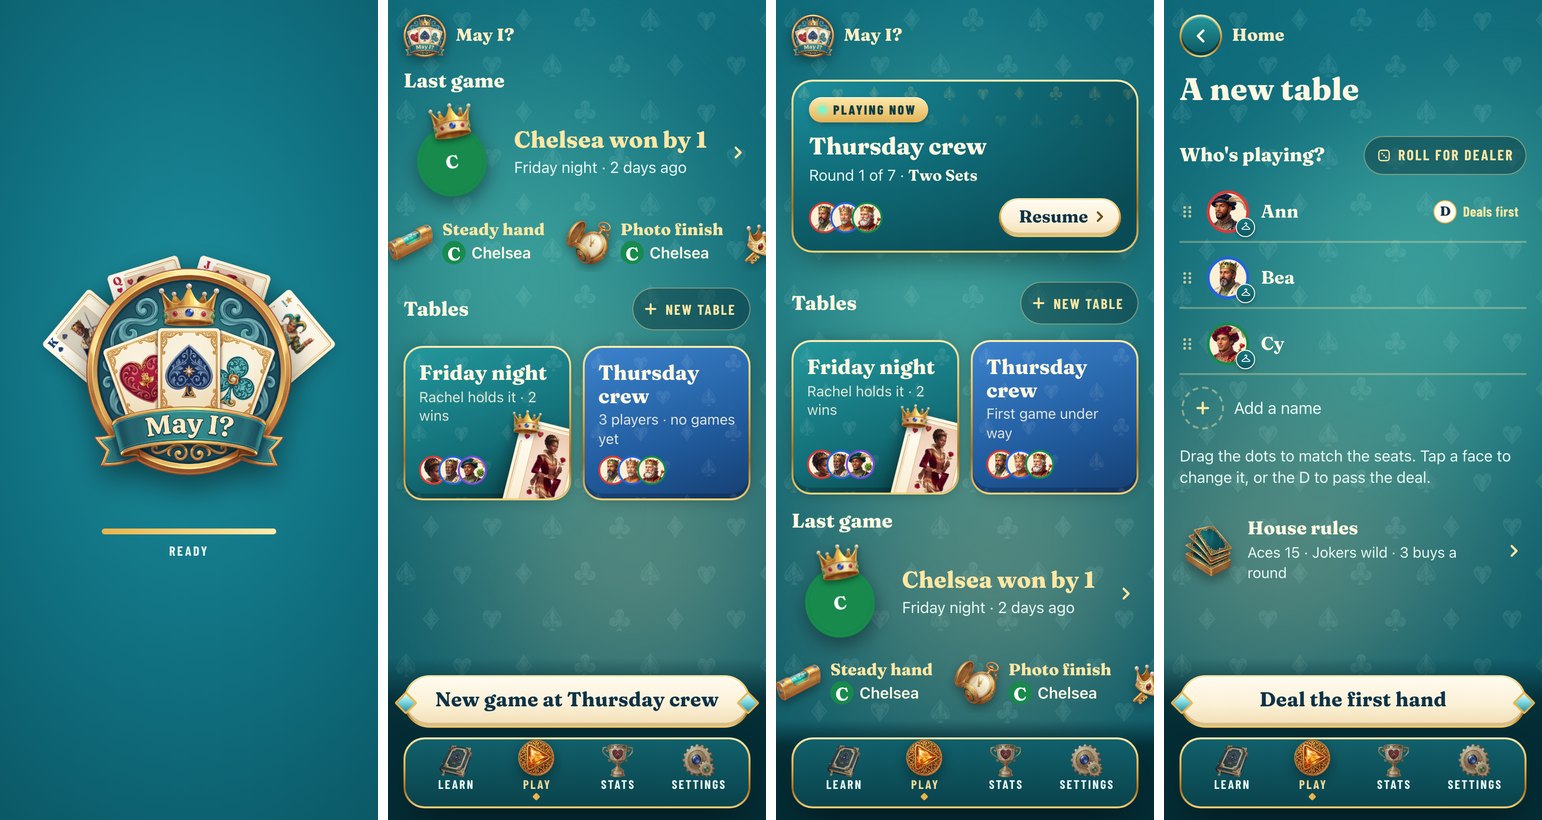 Q
J
K
May I?
READY
May I?
May I?
Last game
C
Chelsea won by 1
Friday night · 2 days ago
Steady hand
C Chelsea
Photo finish
C Chelsea
Tables
+ NEW TABLE
Friday night
Rachel holds it · 2
wins
Thursday
crew
3 players · no games
yet
New game at Thursday crew
LEARN
PLAY
STATS
SETTINGS
May I?
May I?
PLAYING NOW
Thursday crew
Round 1 of 7 · Two Sets
Resume
Tables
+ NEW TABLE
Friday night
Rachel holds it · 2
wins
Thursday
crew
First game under
way
Last game
C
Chelsea won by 1
Friday night · 2 days ago
Steady hand
C Chelsea
Photo finish
C Chelsea
LEARN
PLAY
STATS
SETTINGS
Home
A new table
Who's playing?
ROLL FOR DEALER
Ann
D Deals first
Bea
Cy
+ Add a name
Drag the dots to match the seats. Tap a face to
change it, or the D to pass the deal.
House rules
Aces 15 · Jokers wild · 3 buys a
round
Deal the first hand
LEARN
PLAY
STATS
SETTINGS